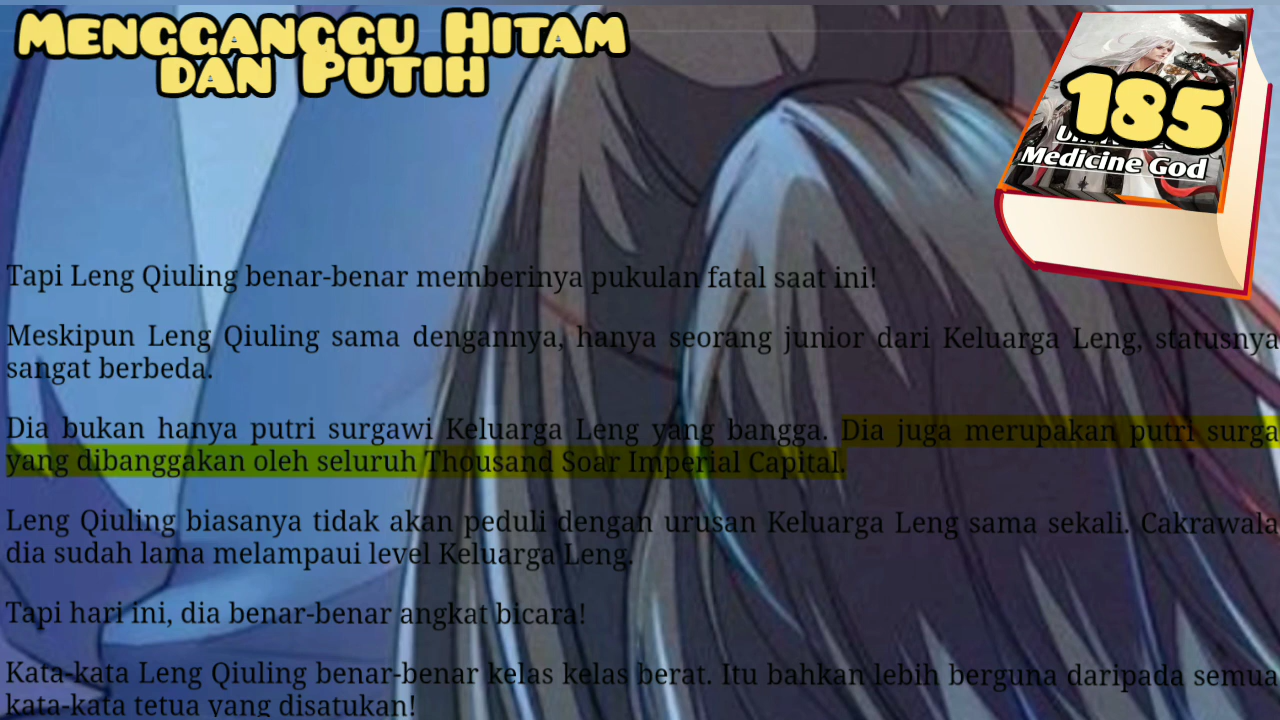 Mengganggu Hitam
dan Putih
185
Medicine God
Tapi Leng Qiuling benar-benar memberinya pukulan fatal saat ini!
Meskipun Leng Qiuling sama dengannya, hanya seorang junior dari Keluarga Leng, statusnya
sangat berbeda.
Dia bukan hanya putri surgawi Keluarga Leng yang bangga. Dia juga merupakan putri surga
yang dibanggakan oleh seluruh Thousand Soar Imperial Capital.
Leng Qiuling biasanya tidak akan peduli dengan urusan Keluarga Leng sama sekali. Cakrawala
dia sudah lama melampaui level Keluarga Leng.
Tapi hari ini, dia benar-benar angkat bicara!
Kata-kata Leng Qiuling benar-benar kelas kelas berat. Itu bahkan lebih berguna daripada semua
kata-kata tetua yang disatukan!